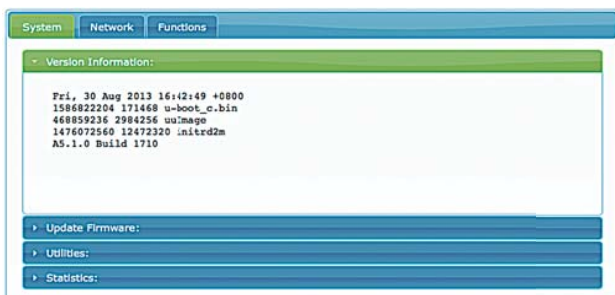 System Network Functions
Version Information:
Fri, 30 Aug 2013 16:42:49 +0800
1586822204 171468 u-boot_c.bin
468859236 2984256 uuImage
1476072560 12472320 initrd2m
A5.1.0 Build 1710
Update Firmware:
Utilities:
Statistics: